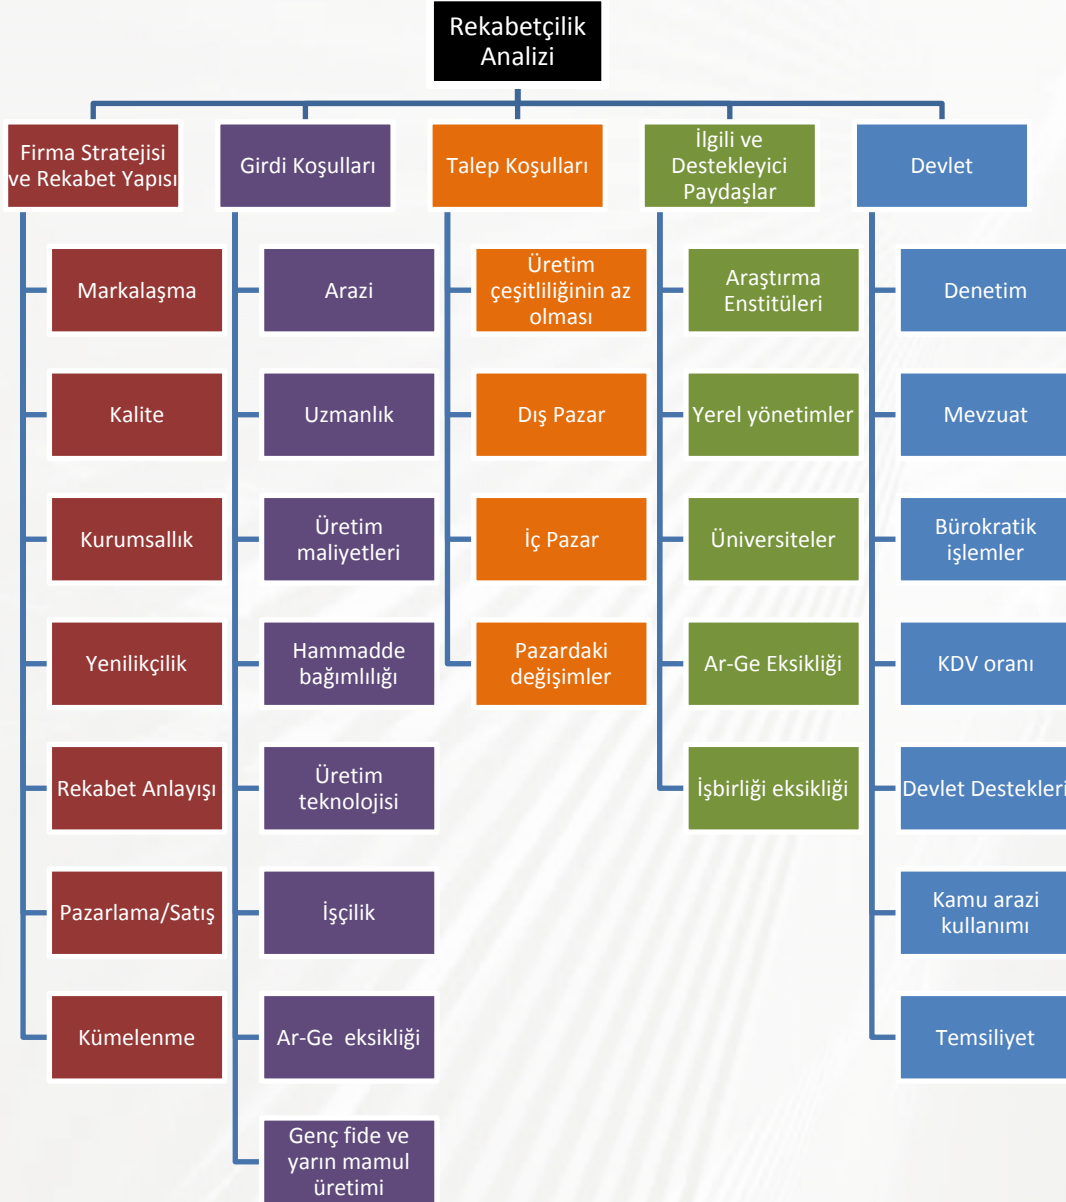 Rekabetçilik
Analizi
Firma Stratejisi
ve Rekabet Yapısı
Markalaşma
Kalite
Kurumsallık
Yenilikçilik
Rekabet Anlayışı
Pazarlama/Satış
Kümelenme
Girdi Koşulları
Arazi
Uzmanlık
Üretim
maliyetleri
Hammadde
bağımlılığı
Üretim
teknolojisi
İşçilik
Ar-Ge eksikliği
Genç fide ve
yarın mamul
üretimi
Talep Koşulları
Üretim
çeşitliliğinin az
olması
Dış Pazar
İç Pazar
Pazardaki
değişimler
İlgili ve
Destekleyici
Paydaşlar
Araştırma
Enstitüleri
Yerel yönetimler
Üniversiteler
Ar-Ge Eksikliği
İşbirliği eksikliği
Devlet
Denetim
Mevzuat
Bürokratik
işlemler
KDV oranı
Devlet Destekleri
Kamu arazi
kullanımı
Temsiliyet